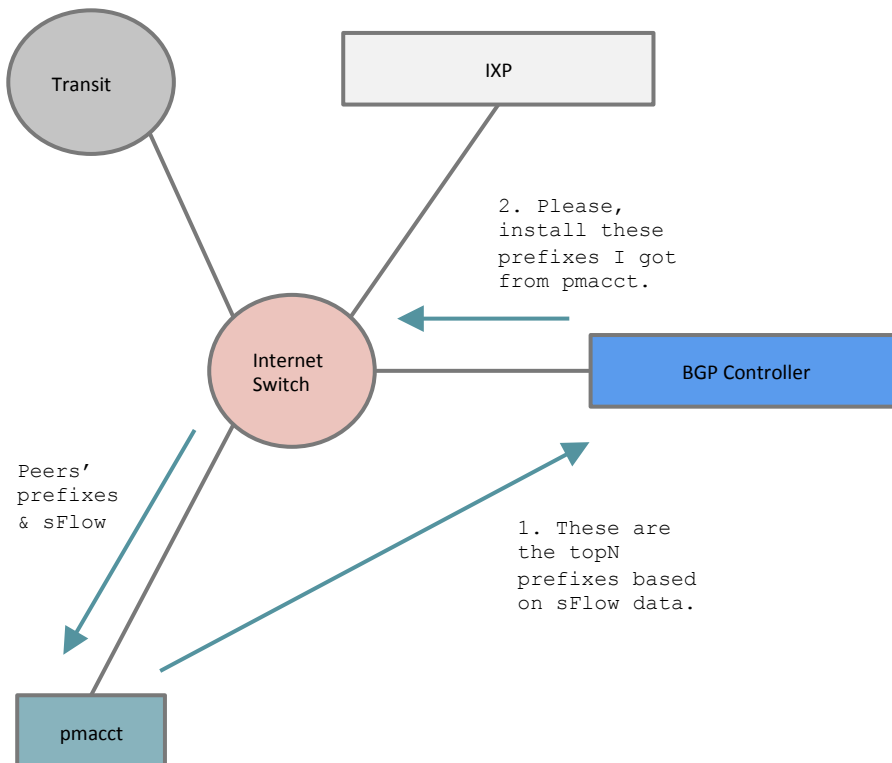 Transit
IXP
2. Please,
install these
prefixes I got
from pmacct.
Internet
Switch
BGP Controller
Peers’
prefixes
& sFlow
1. These are
the topN
prefixes based
on sFlow data.
pmacct